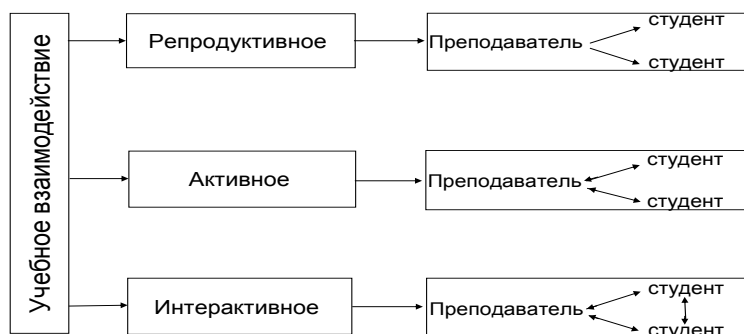 Учебное взаимодействие
Репродуктивное
Преподаватель
студент
студент
Активное
Преподаватель
студент
студент
Интерактивное
Преподаватель
студент
студент